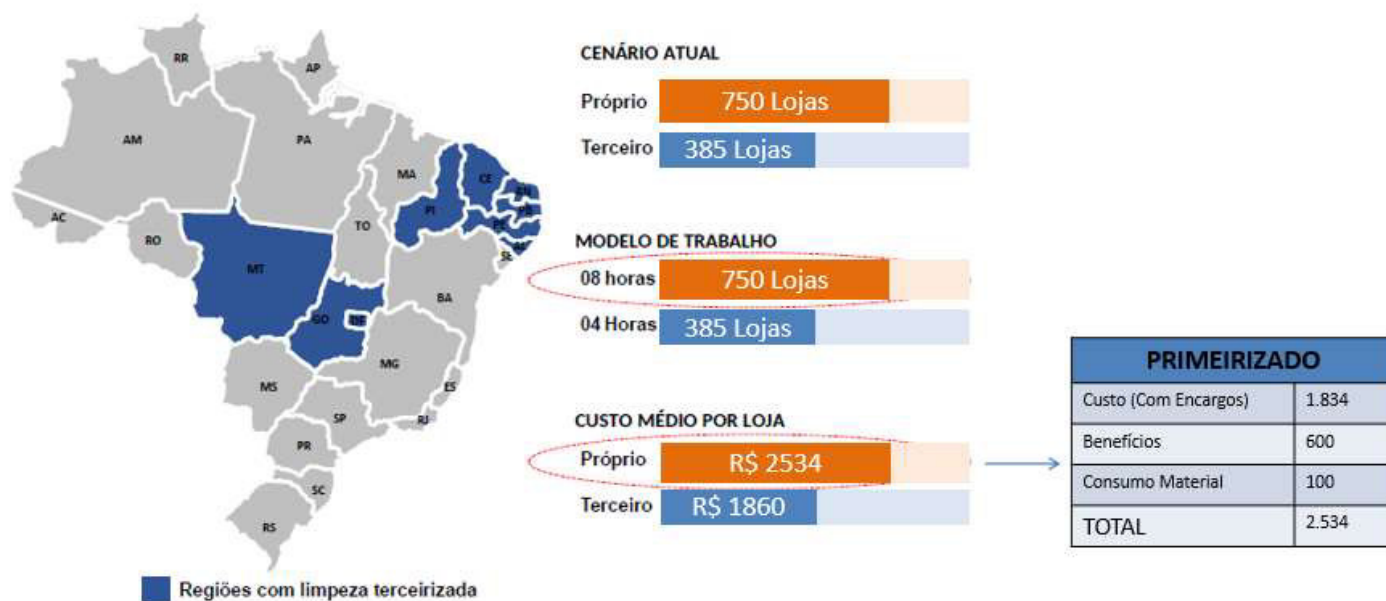 RR
AP
AM
PA
MA
CE
RN
PI
PB
PE
AC
TO
AL
SE
RO
MT
BA
GO
DF
MG
MS
ES
SP
RJ
PR
SC
RS
Regiões com limpeza terceirizada
CENÁRIO ATUAL
Próprio 750 Lojas
Terceiro 385 Lojas
MODELO DE TRABALHO
08 horas 750 Lojas
04 Horas 385 Lojas
CUSTO MÉDIO POR LOJA
Próprio R$ 2534
Terceiro R$ 1860
PRIMEIRIZADO
Custo (Com Encargos) 1.834
Benefícios 600
Consumo Material 100
TOTAL 2.534